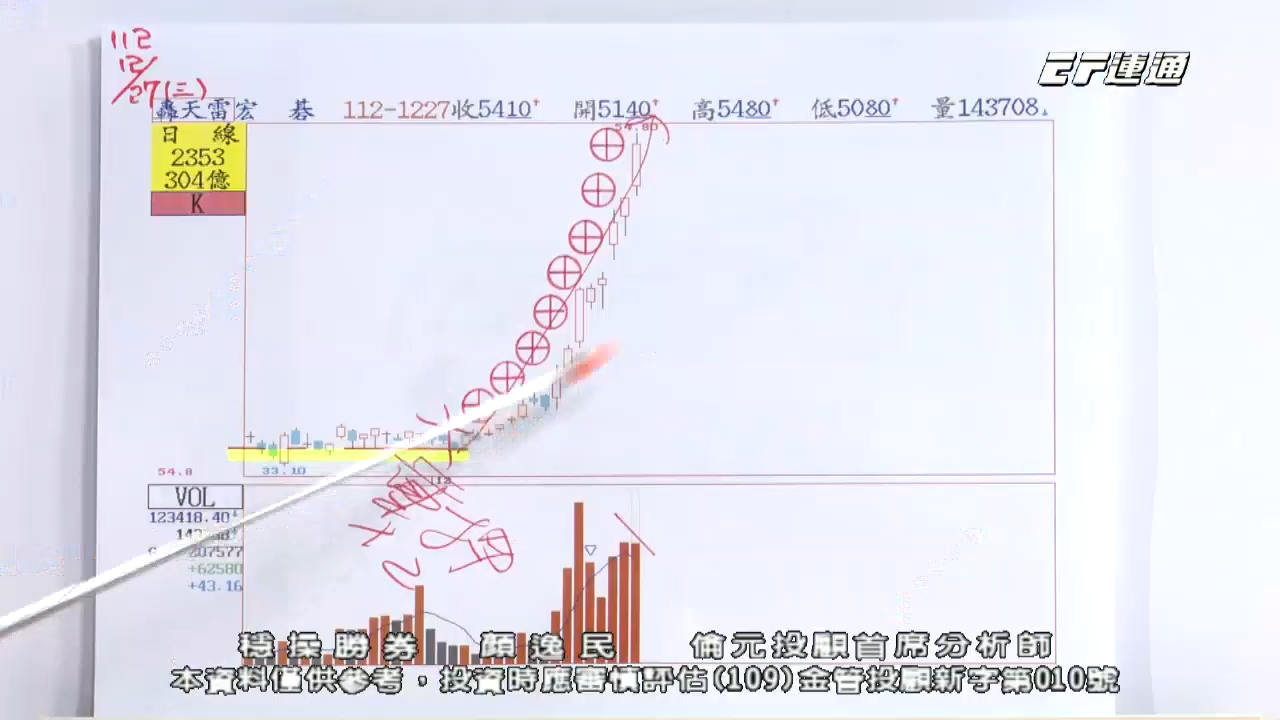 112
12/27(三)
EF運通
轟天雷宏 碁 112-1227收5410 開5140 高5480 低5080 量143708
日 線
2353
304億
K
54.80
54.8 33.10
12
VOL
123418.40
207577
+62580
+43.16
穩操勝券 顏逸民 倫元投顧首席分析師
本資料僅供參考，投資時應審慎評估(109)金管投顧新字第010號